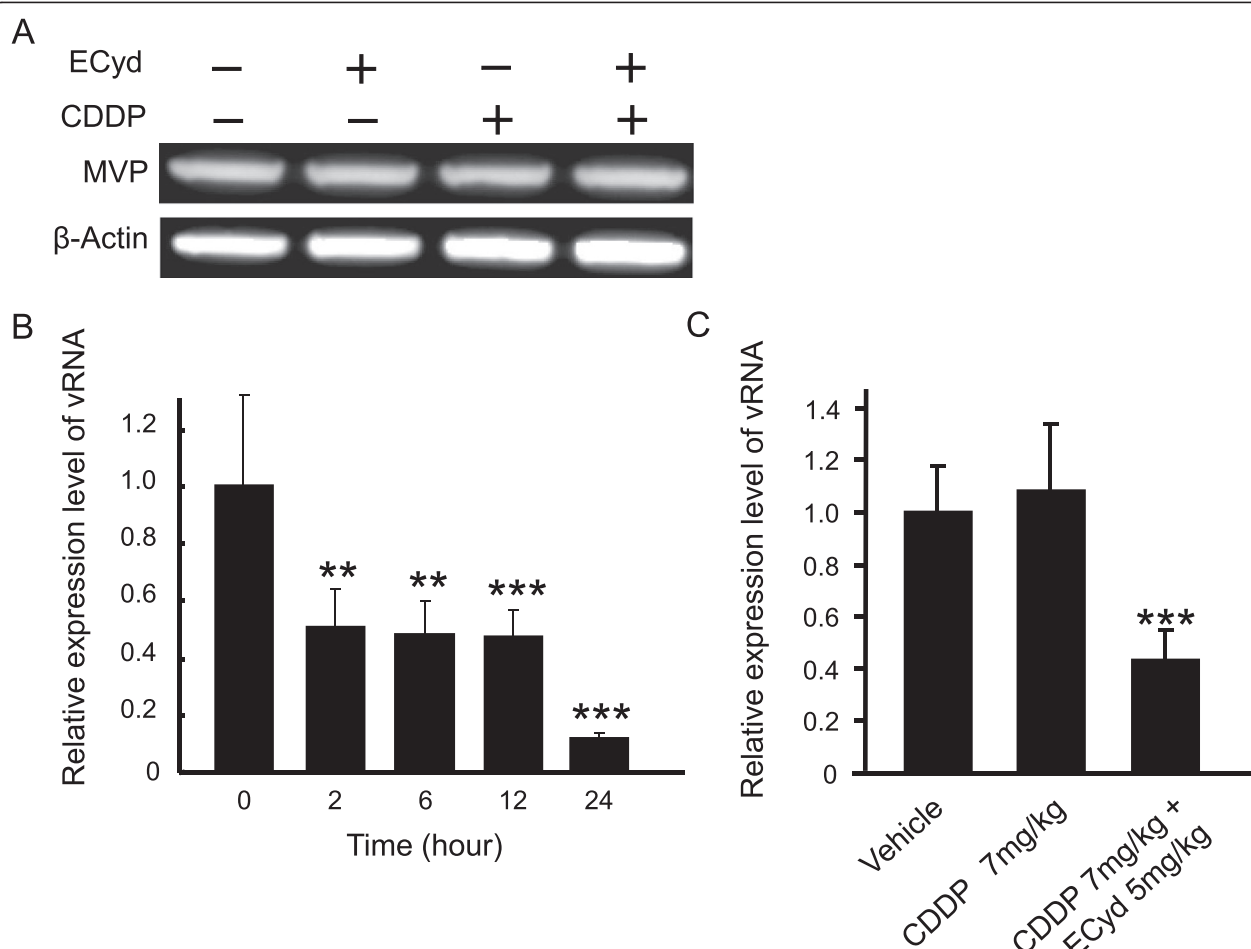 A
ECyd − + − +
CDDP − − + +
MVP
β-Actin
B
Relative expression level of vRNA
1.2
1.0
0.8
0.6
0.4
0.2
0
**
**
***
***
0 2 6 12 24
Time (hour)
C
Relative expression level of vRNA
1.4
1.2
1.0
0.8
0.6
0.4
0.2
0
***
Vehicle
CDDP 7mg/kg
CDDP 7mg/kg +
ECyd 5mg/kg